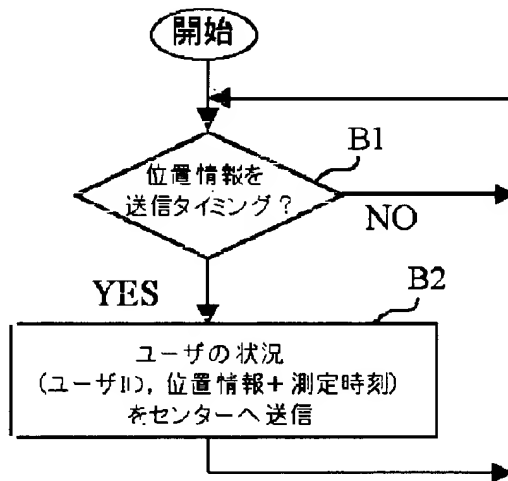 開始
B1
位置情報を
送信タイミング？
NO
YES
B2
ユーザの状況
(ユーザID, 位置情報+測定時刻)
をセンターへ送信